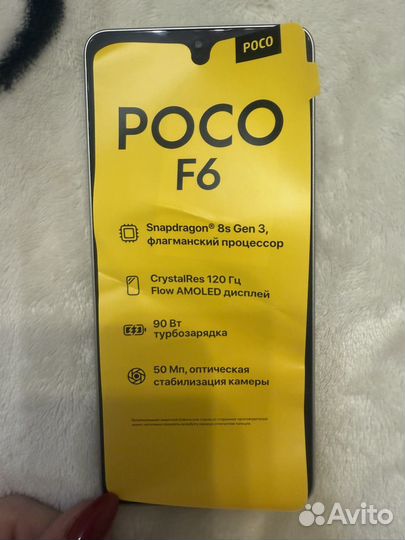 POCO
POCO
F6
Snapdragon® 8s Gen 3,
флагманский процессор
CrystalRes 120 Гц
Flow AMOLED дисплей
90 Вт
турбозарядка
50 Мп, оптическая
стабилизация камеры
Avito